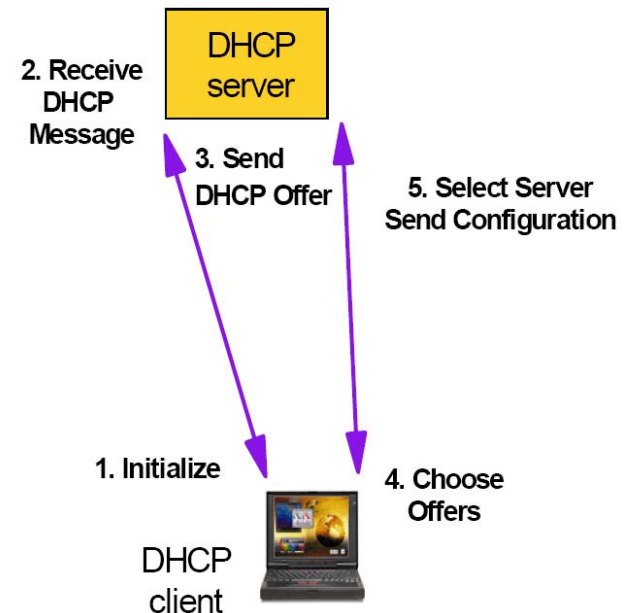 DHCP
server
2. Receive
DHCP
Message
3. Send
DHCP Offer
5. Select Server
Send Configuration
1. Initialize
4. Choose
Offers
DHCP
client